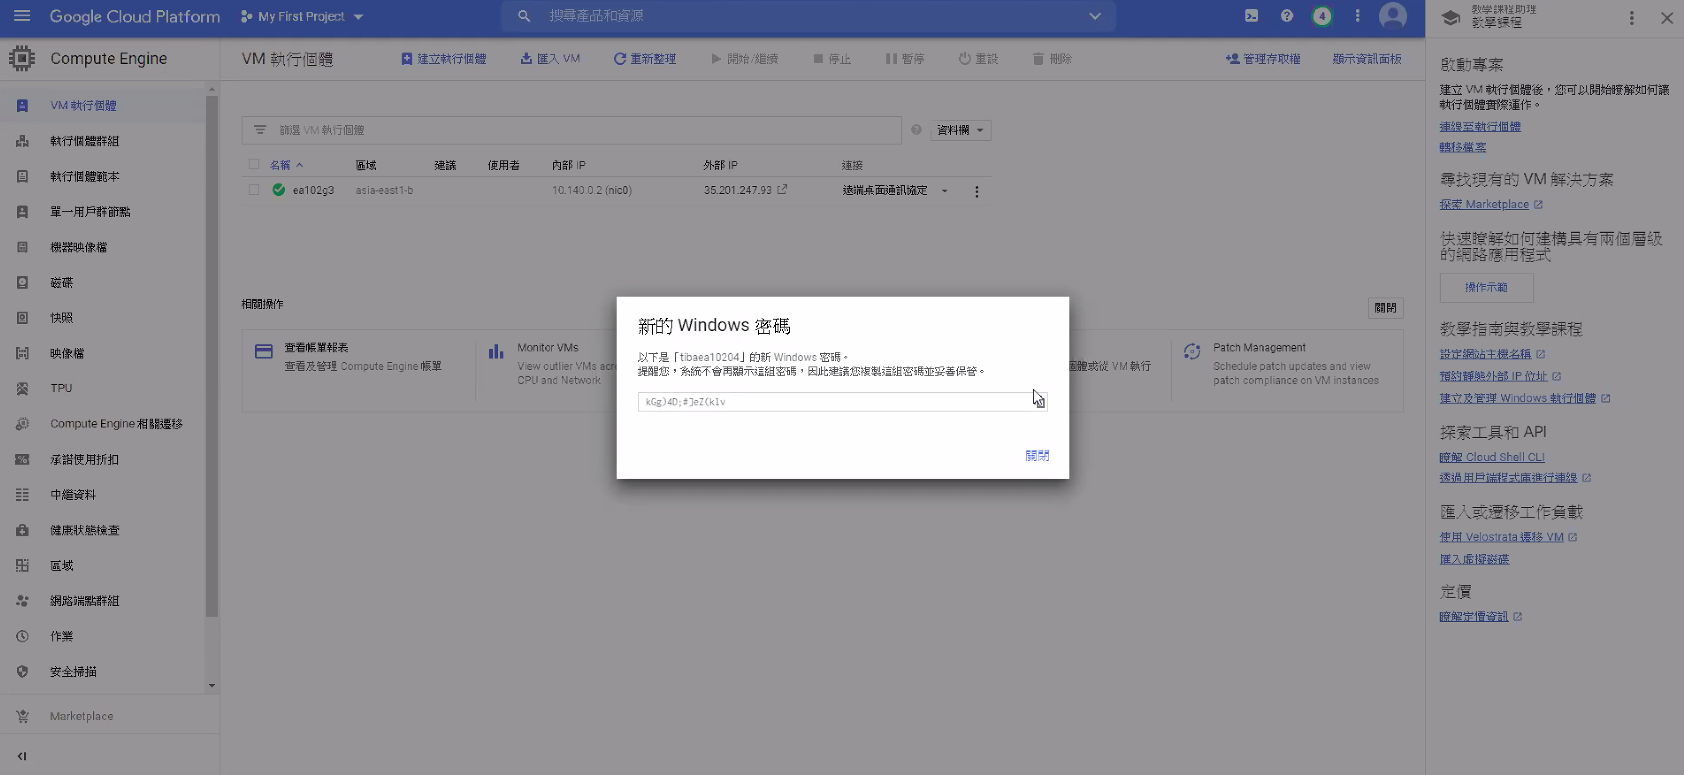 Google Cloud Platform
My First Project
搜尋產品和資源
4
教學課程助理
教學課程
Compute Engine
VM 執行個體
建立執行個體
匯入 VM
重新整理
開始/繼續
停止
暫停
重設
刪除
管理存取權
顯示資訊面板
VM 執行個體
執行個體群組
執行個體範本
單一用戶群節點
機器映像檔
磁碟
快照
映像檔
TPU
Compute Engine 相關遷移
承諾使用折扣
中繼資料
健康狀態檢查
區域
網路端點群組
作業
安全掃描
Marketplace
篩選 VM 執行個體
資料欄
名稱 區域 建議 使用者 內部 IP 外部 IP 連接
ea102g3 asia-east1-b 10.140.0.2 (nic0) 35.201.247.93 遠端桌面通訊協定
相關操作
關閉
查看帳單報表
查看及管理 Compute Engine 帳單
Monitor VMs
View outlier VMs acro
CPU and Network
個體或從 VM 執行
Patch Management
Schedule patch updates and view
patch compliance on VM instances
新的 Windows 密碼
以下是「tibaea10204」的新 Windows 密碼。
提醒您，系統不會再顯示這組密碼，因此建議您複製這組密碼並妥善保管。
kGg)4D;#]eZ(klv
關閉
啟動專案
建立 VM 執行個體後，您可以開始瞭解如何讓
執行個體實際運作。
連線至執行個體
轉移檔案
尋找現有的 VM 解決方案
探索 Marketplace
快速瞭解如何建構具有兩個層級
的網路應用程式
操作示範
教學指南與教學課程
設定網站主機名稱
預約靜態外部 IP 位址
建立及管理 Windows 執行個體
探索工具和 API
瞭解 Cloud Shell CLI
透過用戶端程式庫進行連線
匯入或遷移工作負載
使用 Velostrata 遷移 VM
匯入虛擬磁碟
定價
瞭解定價資訊